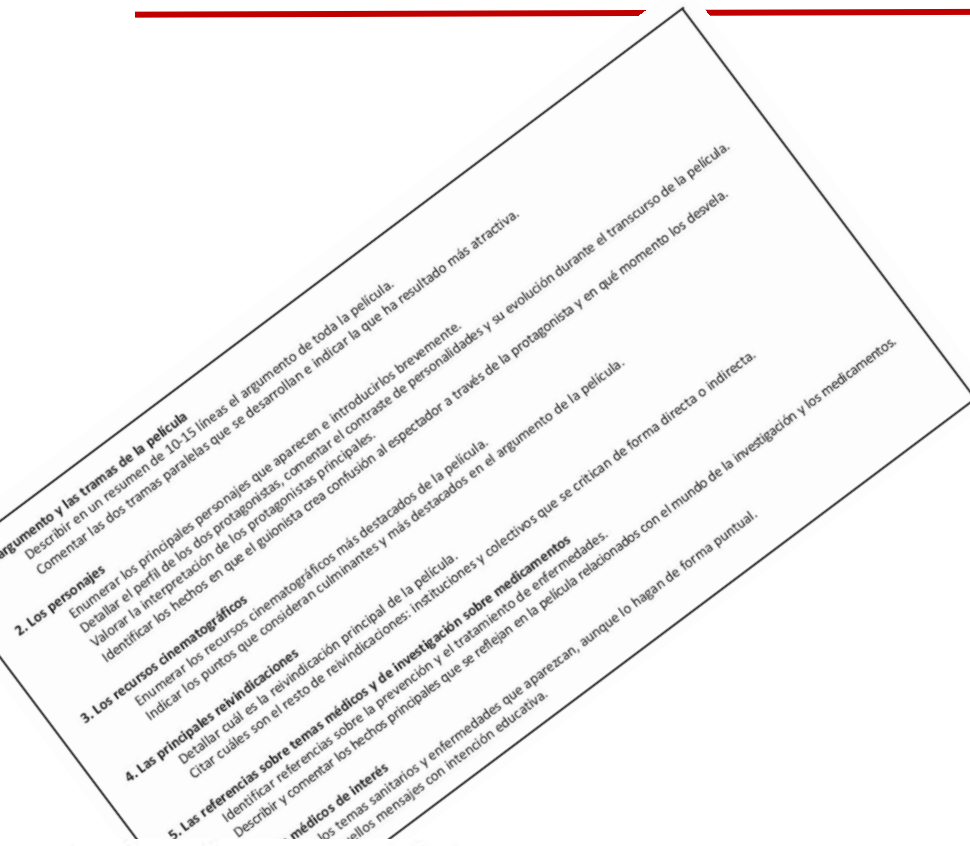 argumento y las tramas de la película
Describir en un resumen de 10-15 líneas el argumento de toda la película.
Comentar las dos tramas paralelas que se desarrollan e indicar la que ha resultado más atractiva.
2. Los personajes
Enumerar los principales personajes que aparecen e introducirlos brevemente.
Detallar el perfil de los dos protagonistas, comentar el contraste de personalidades y su evolución durante el transcurso de la película.
Valorar la interpretación de los protagonistas principales.
Identificar los hechos en que el guionista crea confusión al espectador a través de la protagonista y en qué momento los desvela.
3. Los recursos cinematográficos
Enumerar los recursos cinematográficos más destacados de la película.
Indicar los puntos que consideran culminantes y más destacados en el argumento de la película.
4. Las principales reivindicaciones
Detallar cuál es la reivindicación principal de la película.
Citar cuáles son el resto de reivindicaciones: instituciones y colectivos que se critican de forma directa o indirecta.
5. Las referencias sobre temas médicos y de investigación sobre medicamentos
Identificar referencias sobre la prevención y el tratamiento de enfermedades.
Describir y comentar los hechos principales que se reflejan en la película relacionados con el mundo de la investigación y los medicamentos.
médicos de interés
los temas sanitarios y enfermedades que aparezcan, aunque lo hagan de forma puntual.
mensajes con intención educativa.